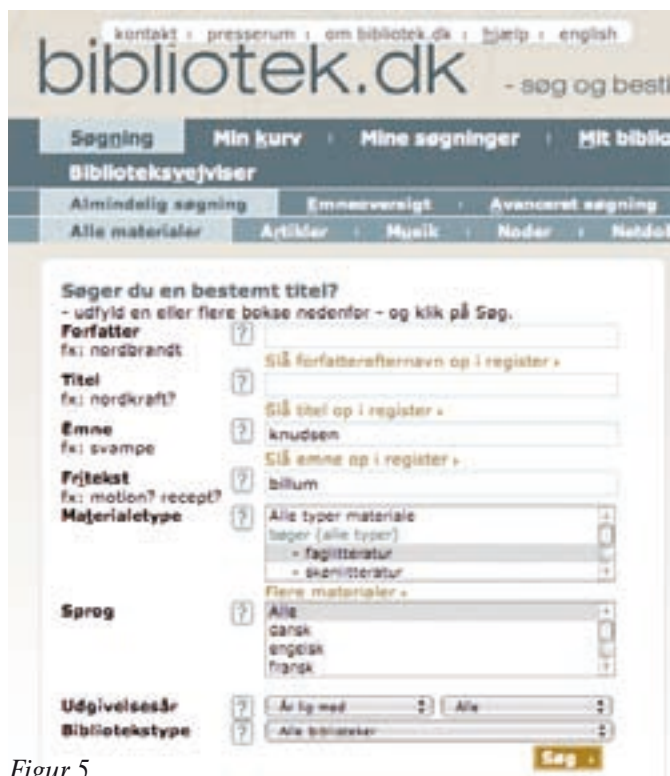 kontakt ı presserum ı om bibliotek.dk ı hjælp ı english
bibliotek.dk - søg og besti
Søgning Min kurv ı Mine søgninger ı Mit biblio
Biblioteksvejviser
Almindelig søgning Emneoversigt ı Avanceret søgning
Alle materialer Artikler ı Musik ı Noder ı Netdo
Søger du en bestemt titel?
- udfyld en eller flere bokse nedenfor - og klik på Søg.
Forfatter ?
fx: nordbrandt
Slå forfatterefternavn op i register ›
Titel ?
fx: nordkraft?
Slå titel op i register ›
Emne ? knudsen
fx: svampe
Slå emne op i register ›
Fritekst ? billum
fx: motion? recept?
Materialetype ? Alle typer materiale
bøger (alle typer)
- faglitteratur
- skønlitteratur
Flere materialer ›
Sprog ? Alle
dansk
engelsk
fransk
Udgivelsesår ? År lig med Alle
Bibliotekstype ? Alle biblioteker
Søg ›
Figur 5